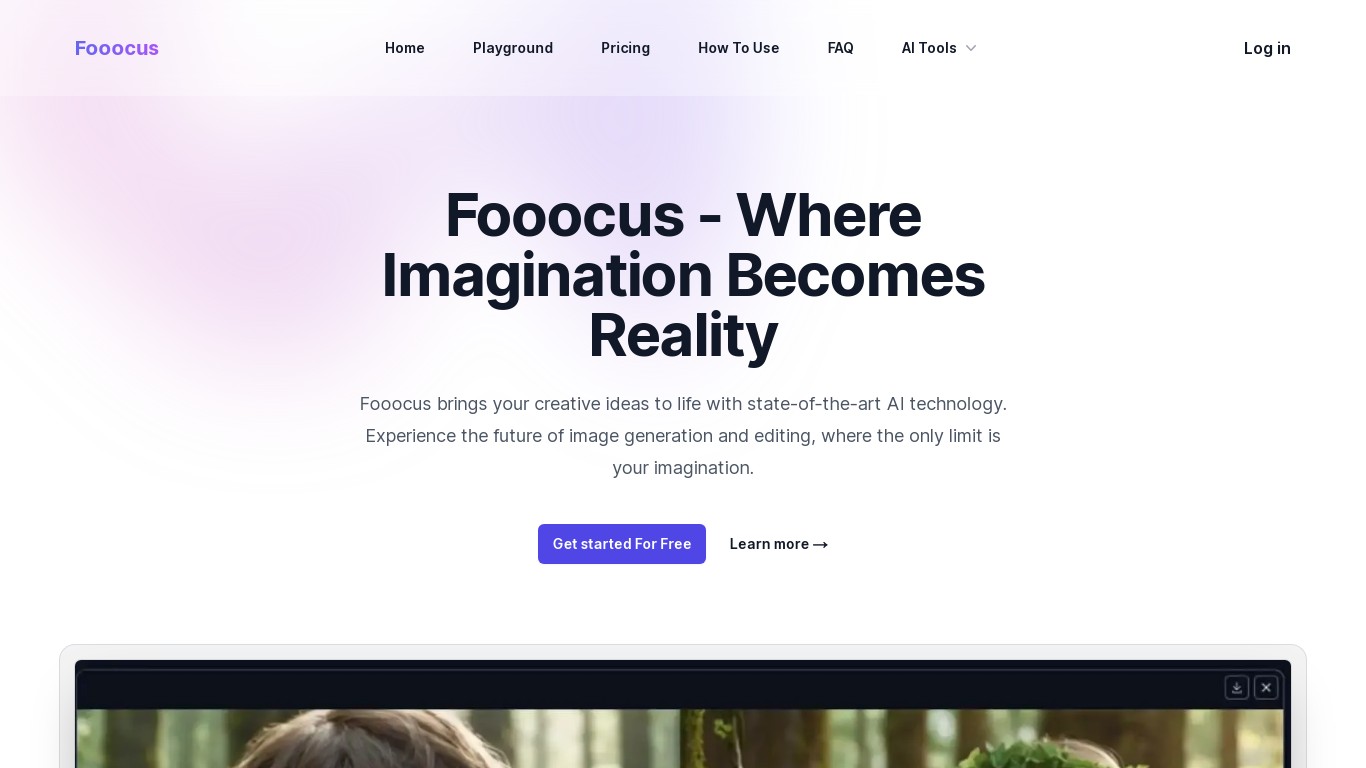 Fooocus
Home
Playground
Pricing
How To Use
FAQ
AI Tools
Log in
Fooocus - Where
Imagination Becomes
Reality
Fooocus brings your creative ideas to life with state-of-the-art AI technology.
Experience the future of image generation and editing, where the only limit is
your imagination.
Get started For Free
Learn more →